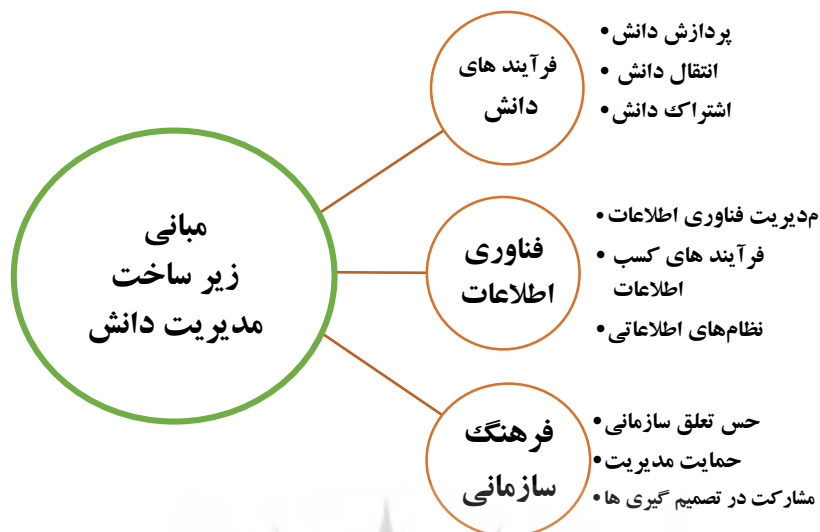 مبانی
زیر ساخت
مدیریت دانش
فرآیند های
دانش
• پردازش دانش
• انتقال دانش
• اشتراک دانش
فناوری
اطلاعات
• مدیریت فناوری اطلاعات
• فرآیند های کسب
اطلاعات
• نظام‌های اطلاعاتی
فرهنگ
سازمانی
• حس تعلق سازمانی
• حمایت مدیریت
• مشارکت در تصمیم گیری ها